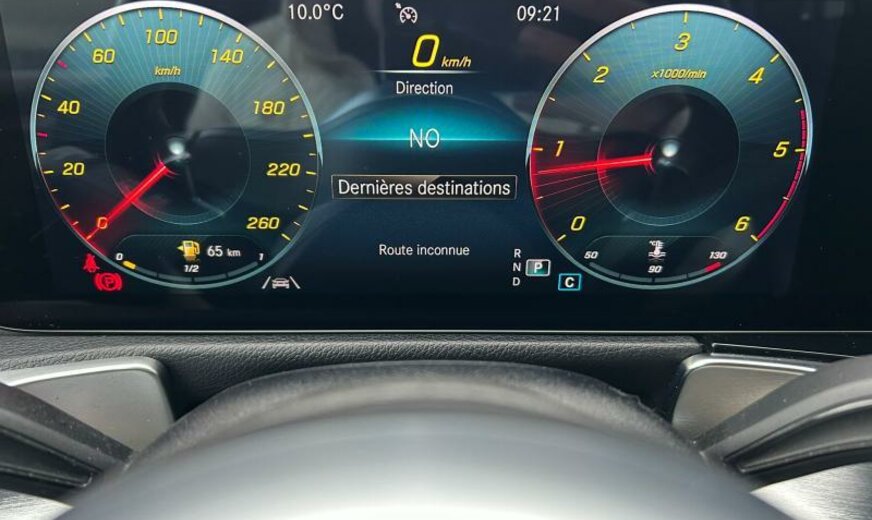 10.0°C
09:21
0 km/h
Direction
NO
Dernières destinations
Route inconnue
0
20
40
60
100
140
180
220
260
km/h
0
1/2
1
65 km
P
0
1
2
3
4
5
6
x1000/min
50
90
130
°C
R
N P
D
C